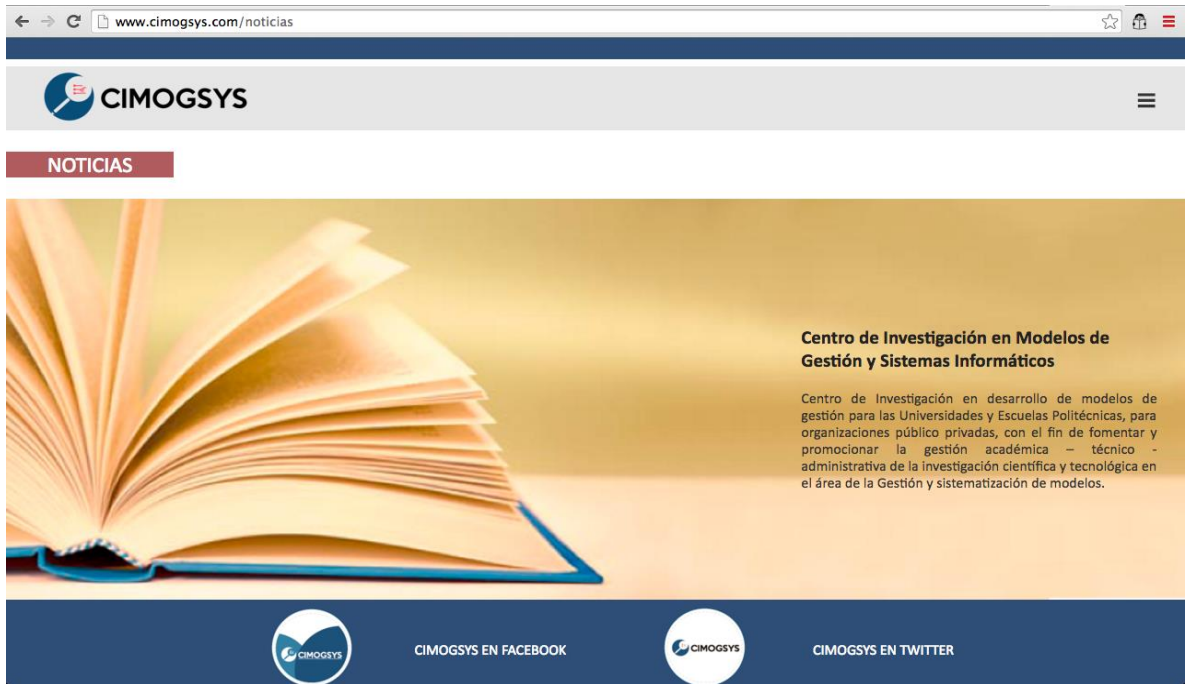 www.cimogsys.com/noticias
CIMOGSYS
NOTICIAS
Centro de Investigación en Modelos de
Gestión y Sistemas Informáticos
Centro de Investigación en desarrollo de modelos de
gestión para las Universidades y Escuelas Politécnicas, para
organizaciones público privadas, con el fin de fomentar y
promocionar la gestión académica – técnico -
administrativa de la investigación científica y tecnológica en
el área de la Gestión y sistematización de modelos.
CIMOGSYS
CIMOGSYS EN FACEBOOK
CIMOGSYS
CIMOGSYS EN TWITTER